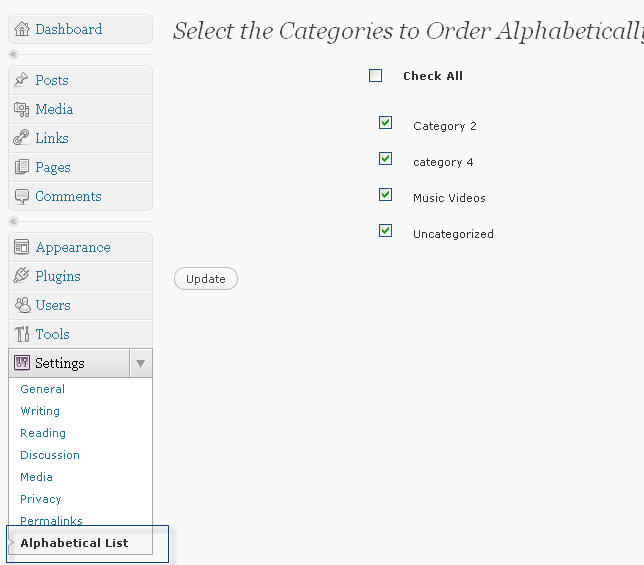 Dashboard
Posts
Media
Links
Pages
Comments
Appearance
Plugins
Users
Tools
Settings
General
Writing
Reading
Discussion
Media
Privacy
Permalinks
Alphabetical List
Select the Categories to Order Alphabetically
Check All
Category 2
category 4
Music Videos
Uncategorized
Update